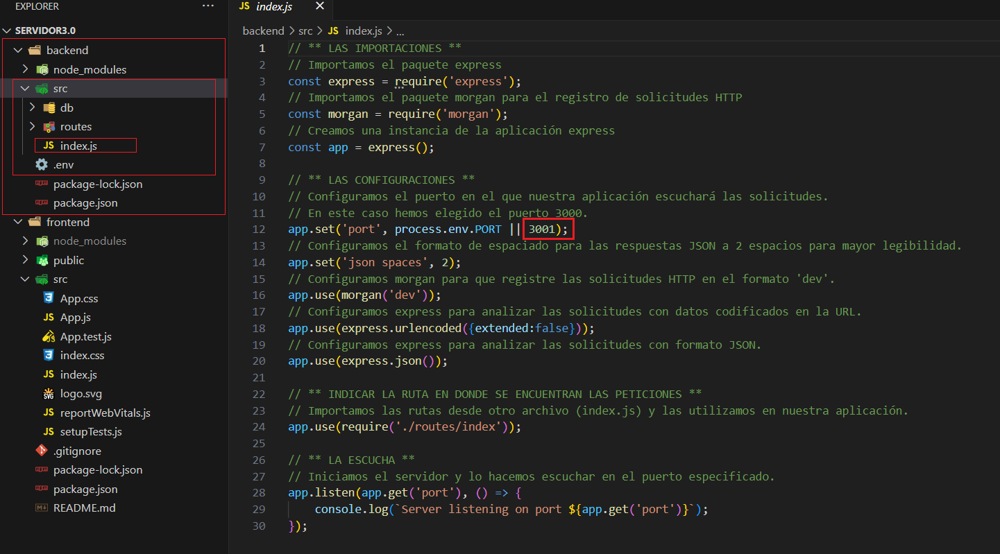 EXPLORER
...
SERVIDOR3.0
backend
node_modules
src
db
routes
JS index.js
.env
package-lock.json
package.json
frontend
node_modules
public
src
App.css
JS App.js
App.test.js
index.css
JS index.js
SVG logo.svg
JS reportWebVitals.js
JS setupTests.js
.gitignore
package-lock.json
package.json
README.md
JS index.js
backend > src > JS index.js > ...
1 // ** LAS IMPORTACIONES **
2 // Importamos el paquete express
3 const express = require('express');
4 // Importamos el paquete morgan para el registro de solicitudes HTTP
5 const morgan = require('morgan');
6 // Creamos una instancia de la aplicación express
7 const app = express();
8
9 // ** LAS CONFIGURACIONES **
10 // Configuramos el puerto en el que nuestra aplicación escuchará las solicitudes.
11 // En este caso hemos elegido el puerto 3000.
12 app.set('port', process.env.PORT || 3001);
13 // Configuramos el formato de espaciado para las respuestas JSON a 2 espacios para mayor legibilidad.
14 app.set('json spaces', 2);
15 // Configuramos morgan para que registre las solicitudes HTTP en el formato 'dev'.
16 app.use(morgan('dev'));
17 // Configuramos express para analizar las solicitudes con datos codificados en la URL.
18 app.use(express.urlencoded({extended:false}));
19 // Configuramos express para analizar las solicitudes con formato JSON.
20 app.use(express.json());
21
22 // ** INDICAR LA RUTA EN DONDE SE ENCUENTRAN LAS PETICIONES **
23 // Importamos las rutas desde otro archivo (index.js) y las utilizamos en nuestra aplicación.
24 app.use(require('./routes/index'));
25
26 // ** LA ESCUCHA **
27 // Iniciamos el servidor y lo hacemos escuchar en el puerto especificado.
28 app.listen(app.get('port'), () => {
29 console.log(`Server listening on port ${app.get('port')}`);
30 });